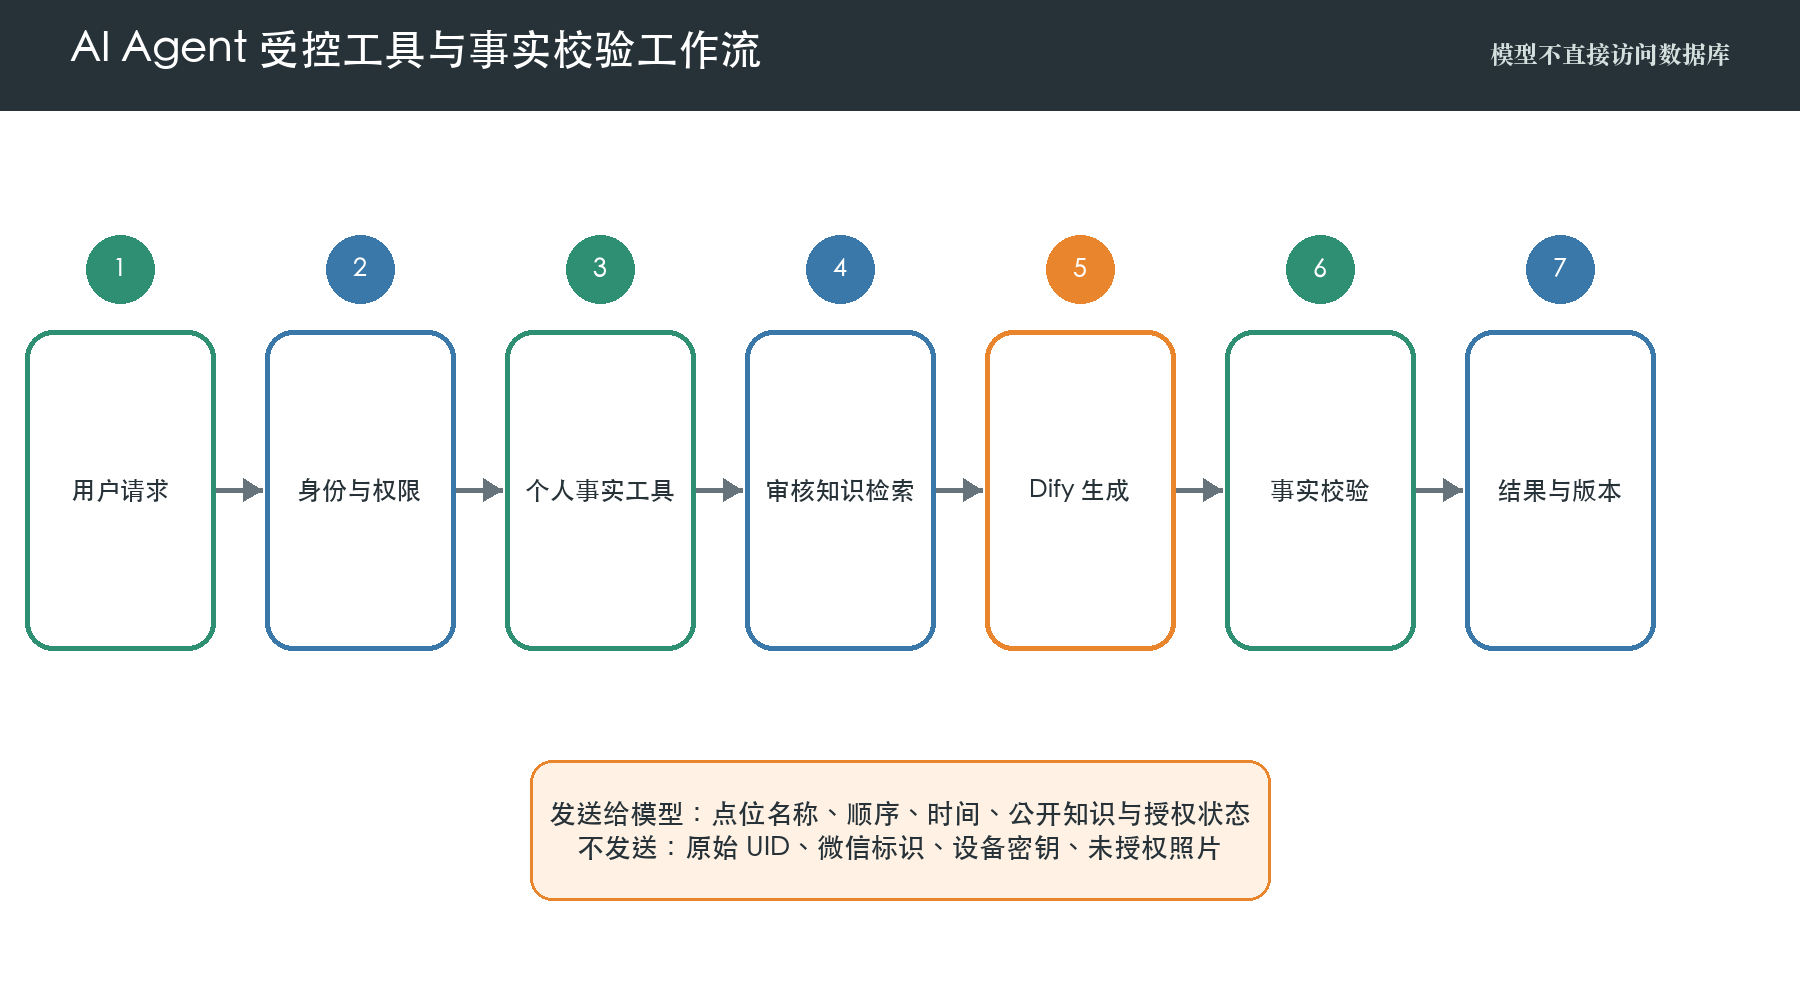 AI Agent 受控工具与事实校验工作流
模型不直接访问数据库
1
2
3
4
5
6
7
用户请求
身份与权限
个人事实工具
审核知识检索
Dify 生成
事实校验
结果与版本
发送给模型：点位名称、顺序、时间、公开知识与授权状态
不发送：原始 UID、微信标识、设备密钥、未授权照片